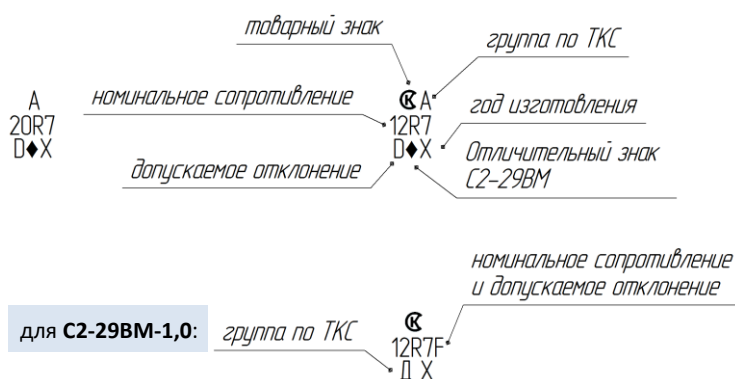 товарный знак
группа по ТКС
А
20R7
D♦X
номинальное сопротивление
А
12R7
D♦X
год изготовления
допускаемое отклонение
Отличительный знак
С2-29ВМ
номинальное сопротивление
и допускаемое отклонение
для С2-29ВМ-1,0:
группа по ТКС
12R7F
Д X